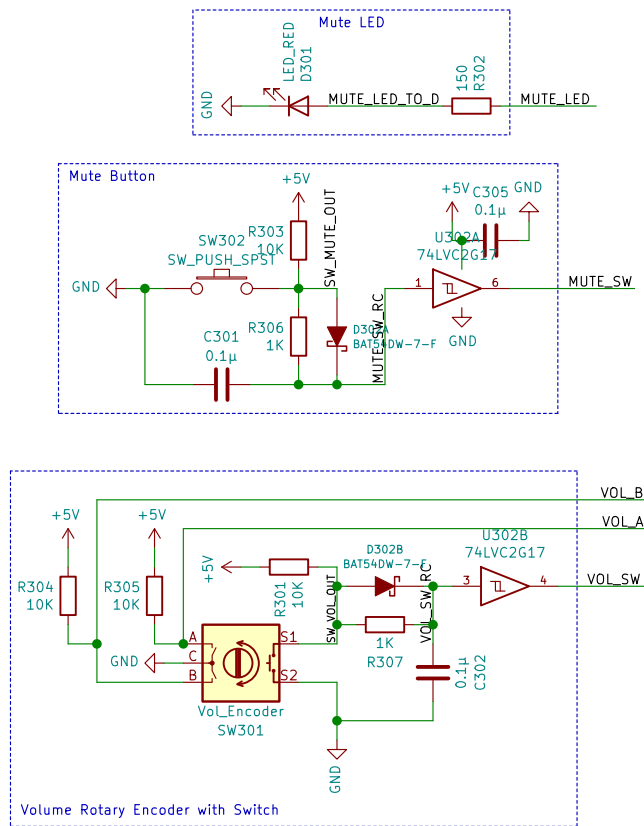 Mute LED
LED_RED
D301
GND
MUTE_LED_TO_D
150
R302
MUTE_LED
Mute Button
+5V
SW_MUTE_OUT
R303
10K
SW302
SW_PUSH_SPST
GND
C301
0.1µ
R306
1K
D302A
BAT54DW-7-F
MUTE_SW_RC
+5V
C305
0.1µ
GND
U302A
74LVC2G17
1
6
GND
MUTE_SW
VOL_B
VOL_A
+5V
+5V
R304
10K
R305
10K
+5V
R301
10K
SW_VOL_OUT
D302B
BAT54DW-7-F
VOL_SW_RC
U302B
74LVC2G17
3
4
VOL_SW
1K
R307
0.1µ
C302
A
C
B
GND
S1
S2
Vol_Encoder
SW301
GND
Volume Rotary Encoder with Switch